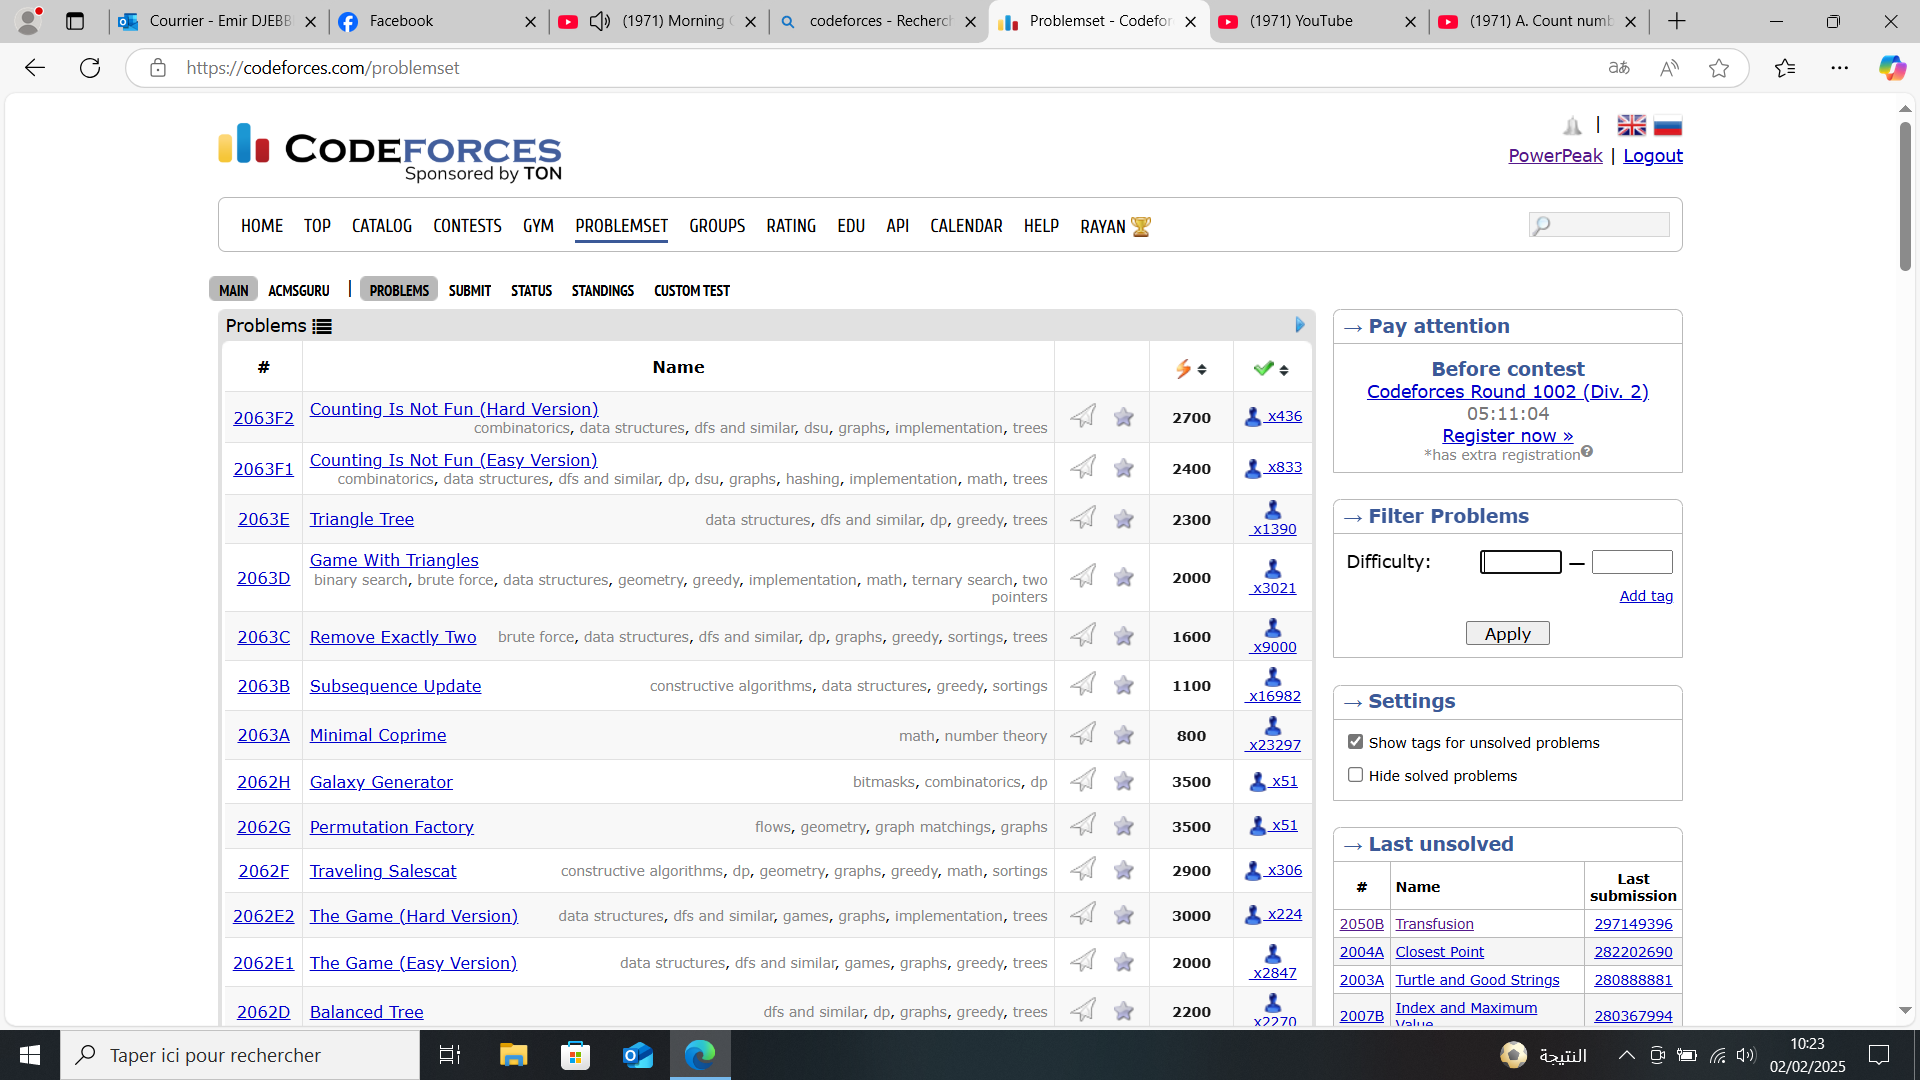 Courrier - Emir DJEBB
Facebook
(1971) Morning
codeforces - Recherch
Problemset - Codefor
(1971) YouTube
(1971) A. Count numb
https://codeforces.com/problemset
CODEFORCES
Sponsored by TON
PowerPeak | Logout
HOME TOP CATALOG CONTESTS GYM PROBLEMSET GROUPS RATING EDU API CALENDAR HELP RAYAN
MAIN ACMSGURU | PROBLEMS SUBMIT STATUS STANDINGS CUSTOM TEST
Problems
# Name
2063F2 Counting Is Not Fun (Hard Version) 2700 x436
combinatorics, data structures, dfs and similar, dsu, graphs, implementation, trees
2063F1 Counting Is Not Fun (Easy Version) 2400 x833
combinatorics, data structures, dfs and similar, dp, dsu, graphs, hashing, implementation, math, trees
2063E Triangle Tree data structures, dfs and similar, dp, greedy, trees 2300 x1390
2063D Game With Triangles 2000 x3021
binary search, brute force, data structures, geometry, greedy, implementation, math, ternary search, two
pointers
2063C Remove Exactly Two brute force, data structures, dfs and similar, dp, graphs, greedy, sortings, trees 1600 x9000
2063B Subsequence Update constructive algorithms, data structures, greedy, sortings 1100 x16982
2063A Minimal Coprime math, number theory 800 x23297
2062H Galaxy Generator bitmasks, combinatorics, dp 3500 x51
2062G Permutation Factory flows, geometry, graph matchings, graphs 3500 x51
2062F Traveling Salescat constructive algorithms, dp, geometry, graphs, greedy, math, sortings 2900 x306
2062E2 The Game (Hard Version) data structures, dfs and similar, games, graphs, implementation, trees 3000 x224
2062E1 The Game (Easy Version) data structures, dfs and similar, games, graphs, greedy, trees 2000 x2847
2062D Balanced Tree dfs and similar, dp, graphs, greedy, trees 2200 x2270
→ Pay attention
Before contest
Codeforces Round 1002 (Div. 2)
05:11:04
Register now »
*has extra registration
→ Filter Problems
Difficulty: —
Add tag
Apply
→ Settings
Show tags for unsolved problems
Hide solved problems
→ Last unsolved
# Name Last submission
2050B Transfusion 297149396
2004A Closest Point 282202690
2003A Turtle and Good Strings 280888881
2007B Index and Maximum Value 280367994
Taper ici pour rechercher
النتيجة
10:23
02/02/2025